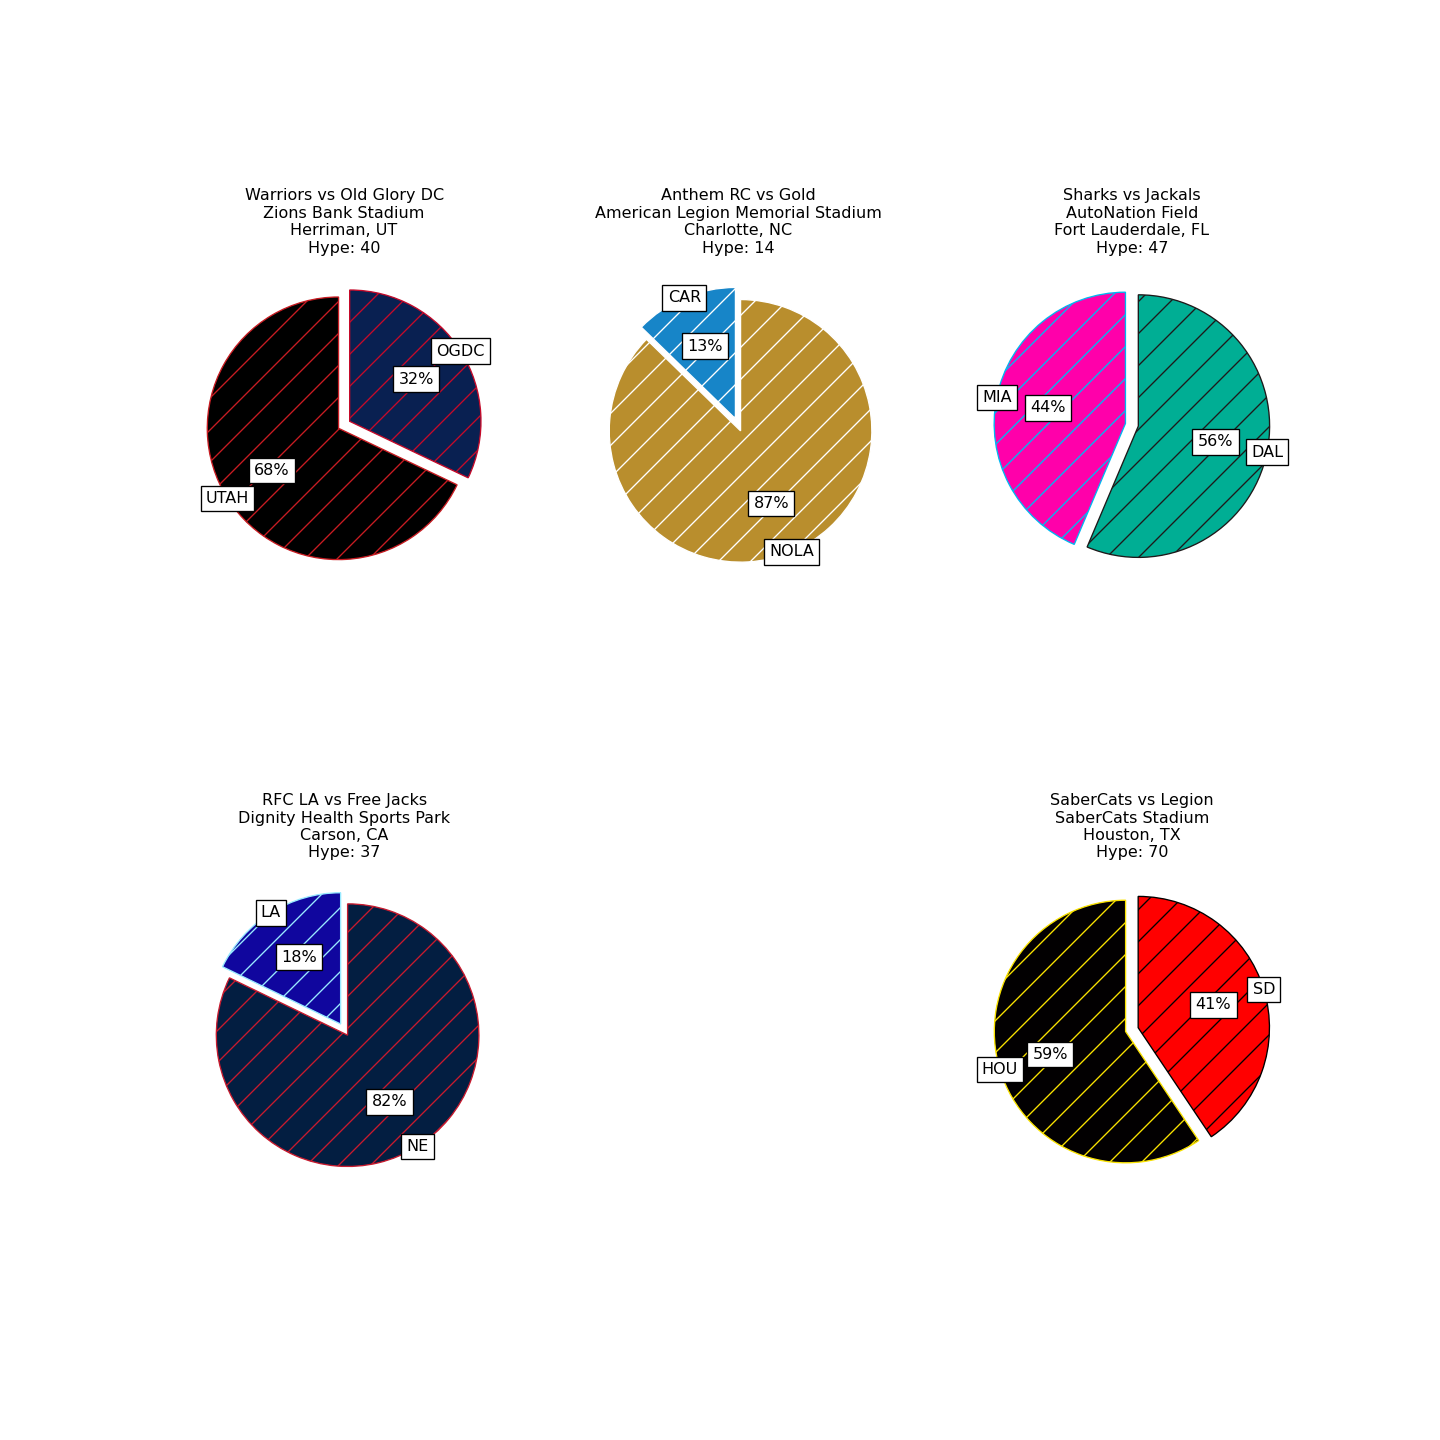 Warriors vs Old Glory DC
Zions Bank Stadium
Herriman, UT
Hype: 40
OGDC
32%
68%
UTAH
Anthem RC vs Gold
American Legion Memorial Stadium
Charlotte, NC
Hype: 14
CAR
13%
87%
NOLA
Sharks vs Jackals
AutoNation Field
Fort Lauderdale, FL
Hype: 47
MIA
44%
56%
DAL
RFC LA vs Free Jacks
Dignity Health Sports Park
Carson, CA
Hype: 37
LA
18%
82%
NE
SaberCats vs Legion
SaberCats Stadium
Houston, TX
Hype: 70
SD
41%
59%
HOU